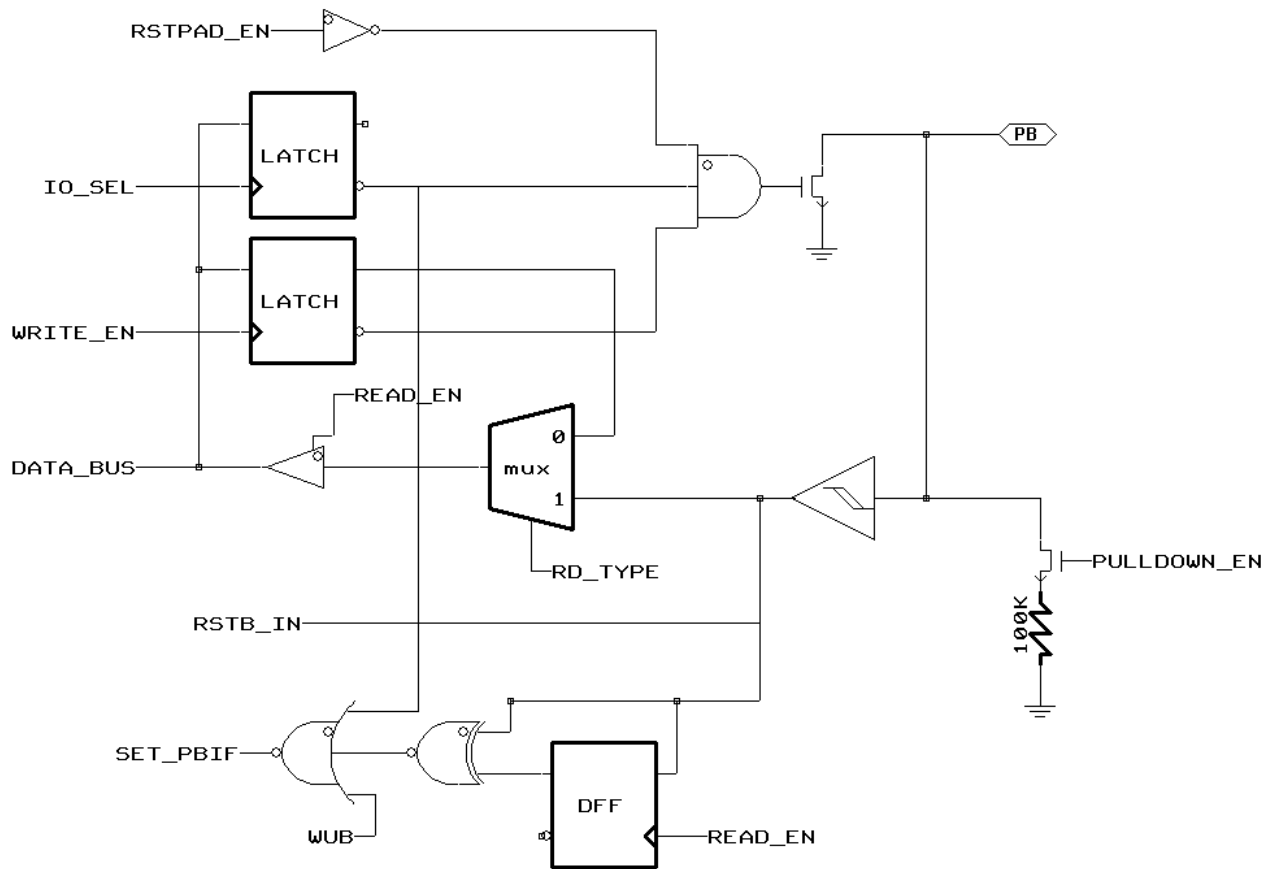 RSTPAD_EN
PB
LATCH
IO_SEL
LATCH
WRITE_EN
READ_EN
0
DATA_BUS
mux
1
RD_TYPE
PULLDOWN_EN
100K
RSTB_IN
SET_PBIF
DFF
WUB
READ_EN